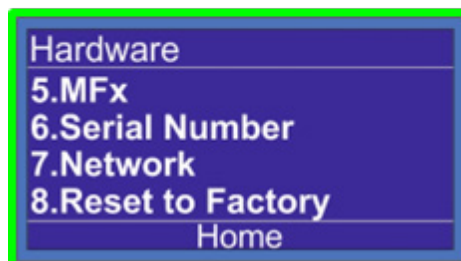 Hardware
5.MFx
6.Serial Number
7.Network
8.Reset to Factory
Home